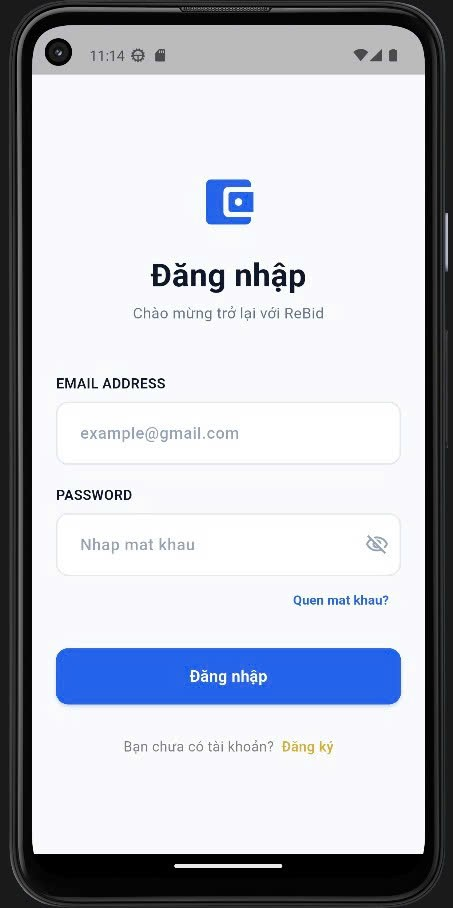 11:14
Đăng nhập
Chào mừng trở lại với ReBid
EMAIL ADDRESS
example@gmail.com
PASSWORD
Nhap mat khau
Quen mat khau?
Đăng nhập
Bạn chưa có tài khoản? Đăng ký